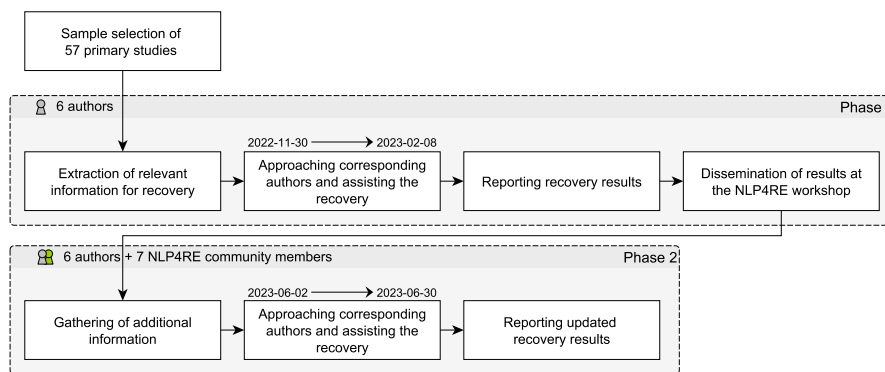 Sample selection of
57 primary studies
6 authors
Phase
Extraction of relevant
information for recovery
2022-11-30
2023-02-08
Approaching corresponding
authors and assisting the
recovery
Reporting recovery results
Dissemination of results at
the NLP4RE workshop
6 authors + 7 NLP4RE community members
Phase 2
Gathering of additional
information
2023-06-02
2023-06-30
Approaching corresponding
authors and assisting the
recovery
Reporting updated
recovery results